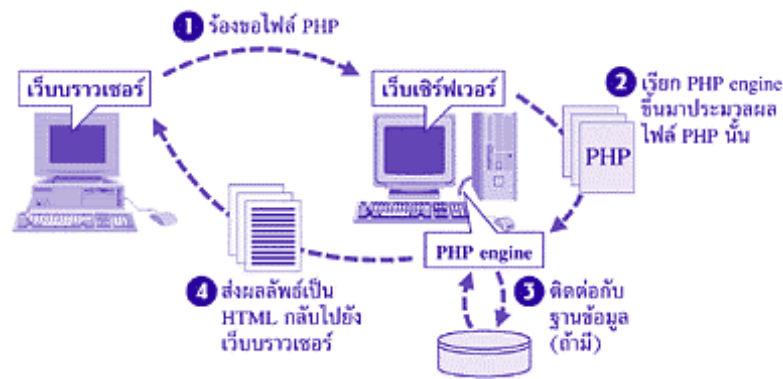 1 ร้องขอไฟล์ PHP
เว็บบราวเซอร์
เว็บเซิร์ฟเวอร์
2 เรียก PHP engine
ขึ้นมาประมวลผล
ไฟล์ PHP นั้น
PHP
PHP engine
3 ติดต่อกับ
ฐานข้อมูล
(ถ้ามี)
4 ส่งผลลัพธ์เป็น
HTML กลับไปยัง
เว็บบราวเซอร์